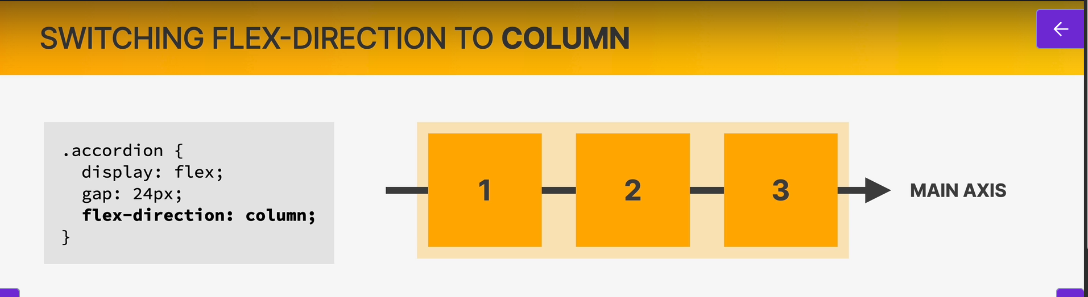 SWITCHING FLEX-DIRECTION TO COLUMN
.accordion {
  display: flex;
  gap: 24px;
  flex-direction: column;
}
1 2 3 MAIN AXIS